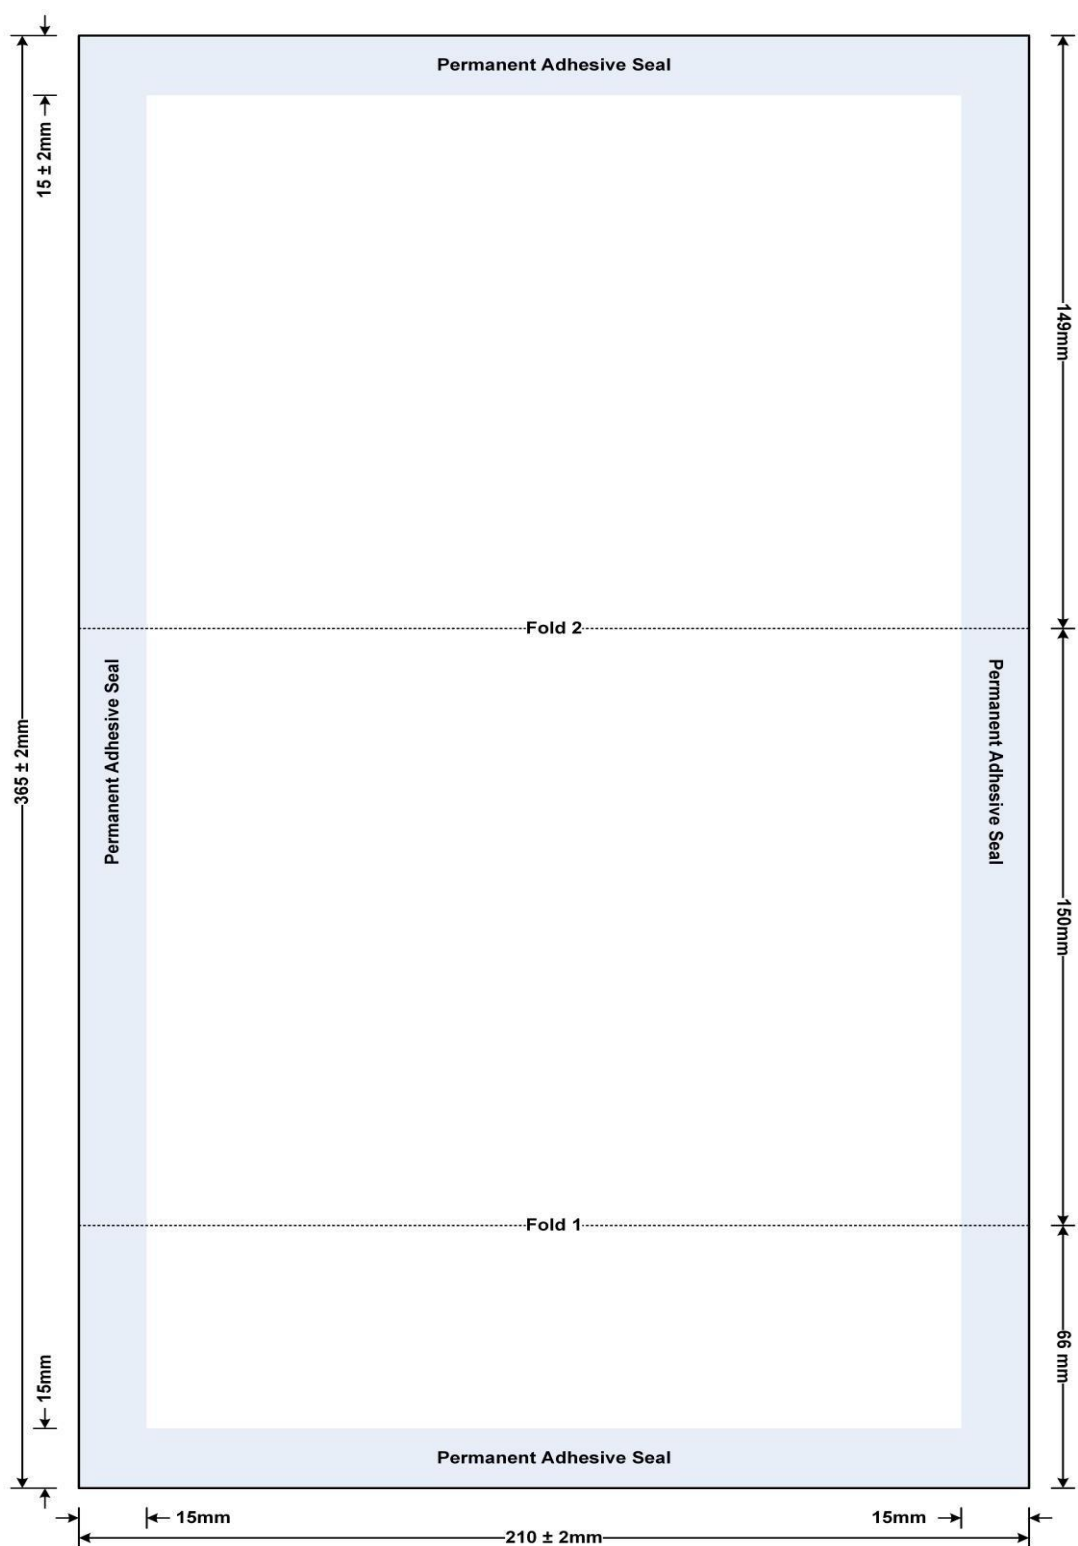 Permanent Adhesive Seal
15 ± 2mm
149mm
Fold 2
Permanent Adhesive Seal
Permanent Adhesive Seal
365 ± 2mm
150mm
Fold 1
66 mm
15mm
Permanent Adhesive Seal
15mm
15mm
210 ± 2mm